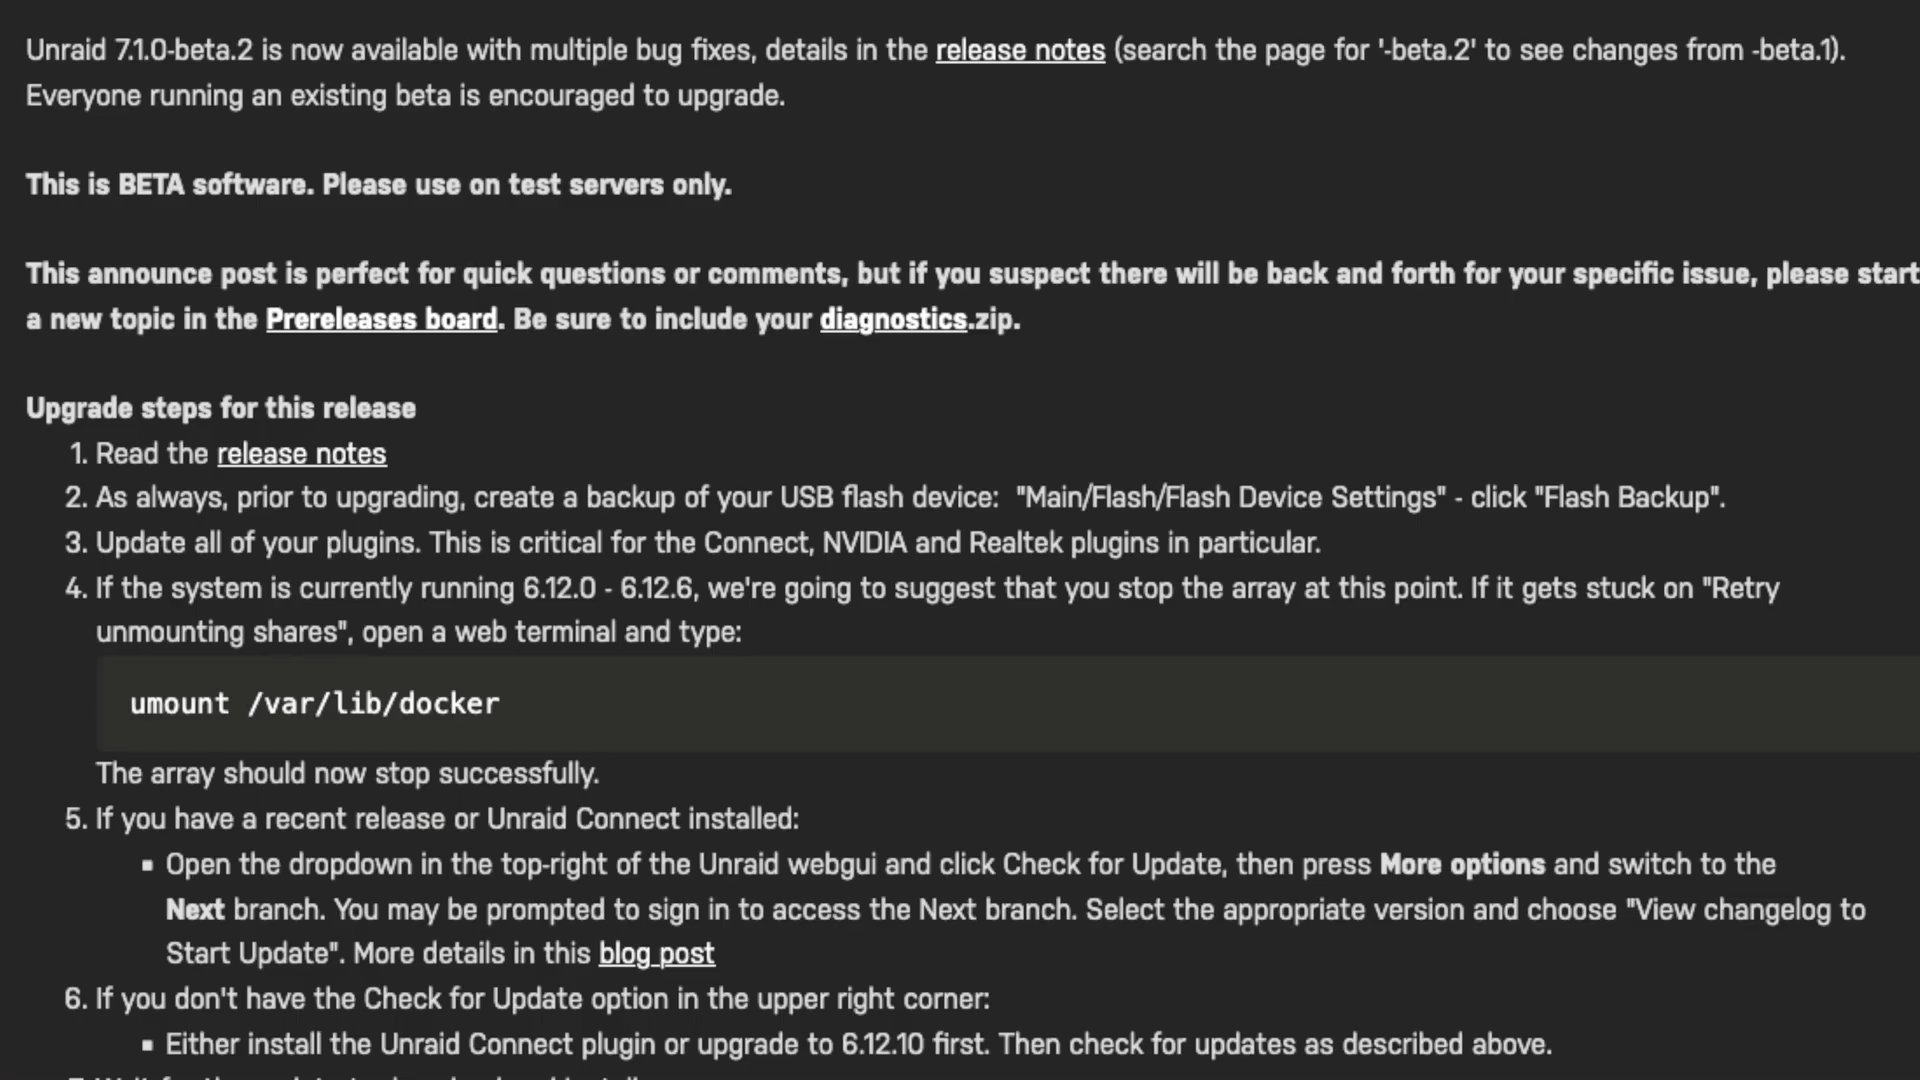 Unraid 7.1.0-beta.2 is now available with multiple bug fixes, details in the release notes (search the page for '-beta.2' to see changes from -beta.1).
Everyone running an existing beta is encouraged to upgrade.
This is BETA software. Please use on test servers only.
This announce post is perfect for quick questions or comments, but if you suspect there will be back and forth for your specific issue, please start
a new topic in the Prereleases board. Be sure to include your diagnostics.zip.
Upgrade steps for this release
1. Read the release notes
2. As always, prior to upgrading, create a backup of your USB flash device: "Main/Flash/Flash Device Settings" - click "Flash Backup".
3. Update all of your plugins. This is critical for the Connect, NVIDIA and Realtek plugins in particular.
4. If the system is currently running 6.12.0 - 6.12.6, we're going to suggest that you stop the array at this point. If it gets stuck on "Retry
unmounting shares", open a web terminal and type:
umount /var/lib/docker
The array should now stop successfully.
5. If you have a recent release or Unraid Connect installed:
▪ Open the dropdown in the top-right of the Unraid webgui and click Check for Update, then press More options and switch to the
Next branch. You may be prompted to sign in to access the Next branch. Select the appropriate version and choose "View changelog to
Start Update". More details in this blog post
6. If you don't have the Check for Update option in the upper right corner:
▪ Either install the Unraid Connect plugin or upgrade to 6.12.10 first. Then check for updates as described above.